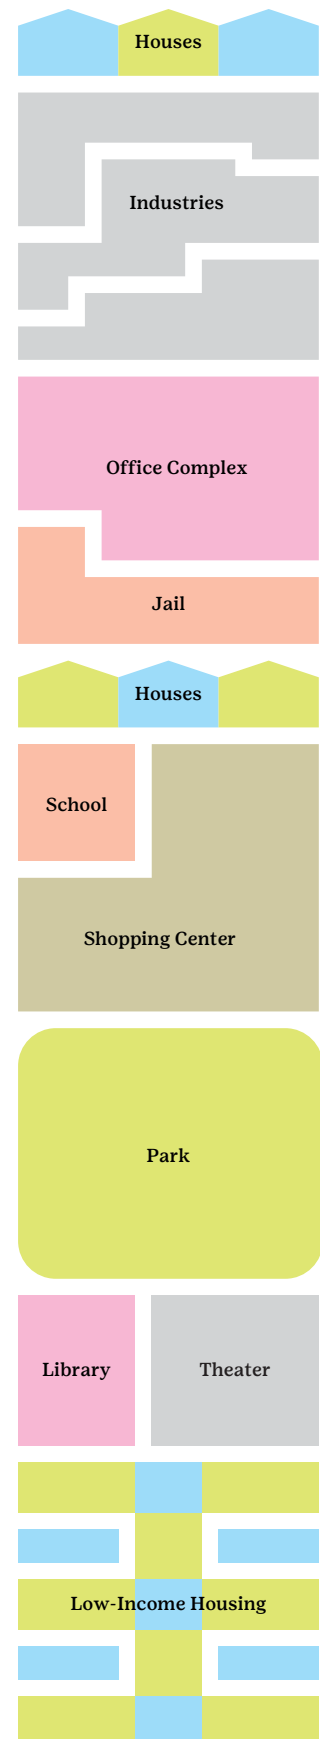 Houses
Industries
Office Complex
Jail
Houses
School
Shopping Center
Park
Library
Theater
Low-Income Housing